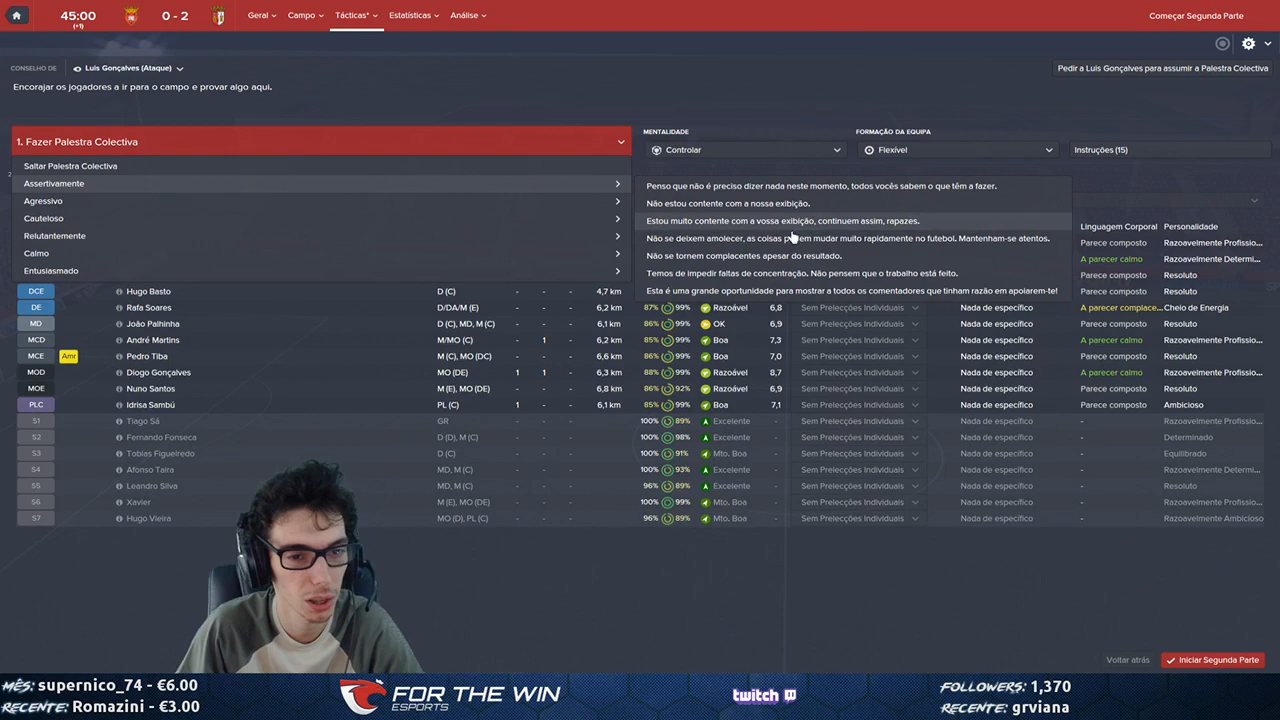 45:00
(+1)
0 - 2
Geral
Campo
Tácticas*
Estatísticas
Análise
Começar Segunda Parte
CONSELHO DE
Luis Gonçalves (Ataque)
Pedir a Luis Gonçalves para assumir a Palestra Colectiva
Encorajar os jogadores a ir para o campo e provar algo aqui.
1. Fazer Palestra Colectiva
MENTALIDADE
Controlar
FORMAÇÃO DA EQUIPA
Flexível
Instruções (15)
Saltar Palestra Colectiva
Assertivamente
Agressivo
Cauteloso
Relutantemente
Calmo
Entusiasmado
Penso que não é preciso dizer nada neste momento, todos vocês sabem o que têm a fazer.
Não estou contente com a nossa exibição.
Estou muito contente com a vossa exibição, continuem assim, rapazes.
Não se deixem amolecer, as coisas podem mudar muito rapidamente no futebol. Mantenham-se atentos.
Não se tornem complacentes apesar do resultado.
Temos de impedir faltas de concentração. Não pensem que o trabalho está feito.
Esta é uma grande oportunidade para mostrar a todos os comentadores que tinham razão em apoiarem-te!
Linguagem Corporal Personalidade
Parece composto Razoavelmente Profissio...
A parecer calmo Razoavelmente Determi...
Parece composto Resoluto
DCE Hugo Basto D (C) - - - 4,7 km Parece composto Resoluto
DE Rafa Soares D/DA/M (E) - - - 6,2 km 87% 99% Razoável 6,8 Sem Prelecções Individuais Nada de específico A parecer complace... Cheio de Energia
MD João Palhinha D (C), MD, M (C) - - - 6,1 km 86% 99% OK 6,9 Sem Prelecções Individuais Nada de específico Parece composto Resoluto
MCD André Martins M/MO (C) - 1 - 6,2 km 85% 99% Boa 7,3 Sem Prelecções Individuais Nada de específico A parecer calmo Razoavelmente Profissio...
MCE Amr Pedro Tiba M (C), MO (DC) - - - 6,6 km 86% 99% Boa 7,0 Sem Prelecções Individuais Nada de específico Parece composto Resoluto
MOD Diogo Gonçalves MO (DE) 1 1 - 6,3 km 88% 99% Razoável 8,7 Sem Prelecções Individuais Nada de específico A parecer calmo Razoavelmente Profissio...
MOE Nuno Santos M (E), MO (DE) - - - 6,8 km 86% 92% Razoável 6,9 Sem Prelecções Individuais Nada de específico Parece composto Resoluto
PLC Idrisa Sambú PL (C) 1 - - 6,1 km 85% 99% Boa 7,1 Sem Prelecções Individuais Nada de específico Parece composto Ambicioso
S1 Tiago Sá GR - - - 100% 89% Excelente - Sem Prelecções Individuais Nada de específico - Razoavelmente Profissio...
S2 Fernando Fonseca D (D), M (C) - - - 100% 98% Excelente - Sem Prelecções Individuais Nada de específico - Determinado
S3 Tobias Figueiredo D (C) - - - 100% 91% Mto. Boa - Sem Prelecções Individuais Nada de específico - Equilibrado
S4 Afonso Taira MD, M (C) - - - 100% 93% Excelente - Sem Prelecções Individuais Nada de específico - Razoavelmente Determi...
S5 Leandro Silva MD, M (C) - - - 96% 89% Excelente - Sem Prelecções Individuais Nada de específico - Resoluto
S6 Xavier M (E), MO (DE) - - - 100% 99% Mto. Boa - Sem Prelecções Individuais Nada de específico - Razoavelmente Profissio...
S7 Hugo Vieira MO (D), PL (C) - - - 96% 89% Mto. Boa - Sem Prelecções Individuais Nada de específico - Razoavelmente Ambicioso
Voltar atrás
Iniciar Segunda Parte
MÊS: supernico_74 - €6.00
RECENTE: Romazini - €3.00
FOR THE WIN
ESPORTS
twitch
FOLLOWERS: 1,370
RECENTE: grviana